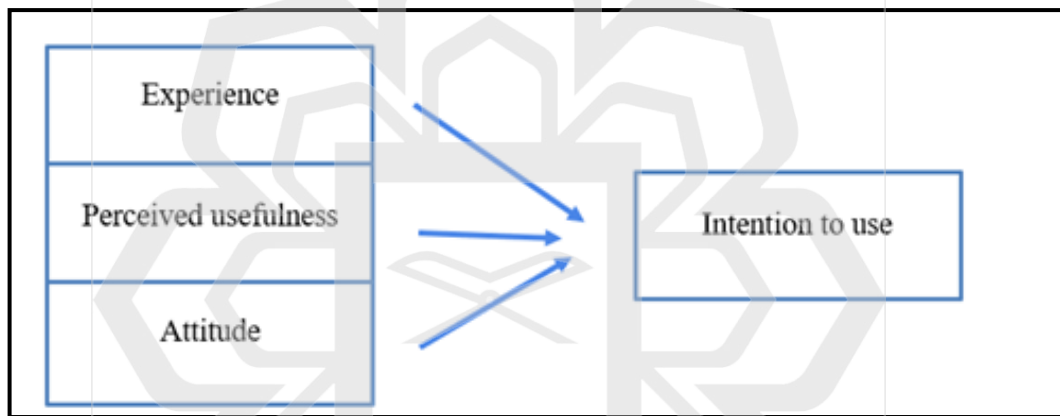 Experience
Perceived usefulness
Intention to use
Attitude